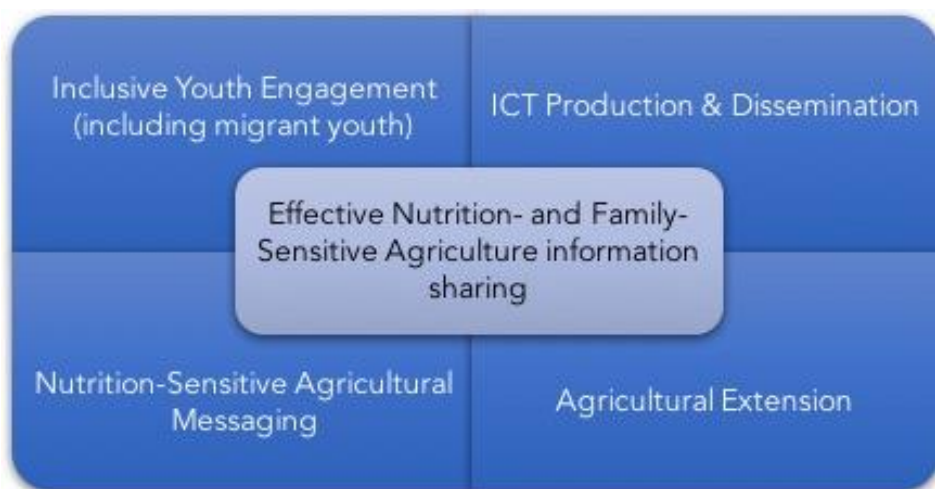 Inclusive Youth Engagement
(including migrant youth)
ICT Production & Dissemination
Effective Nutrition- and Family-
Sensitive Agriculture information
sharing
Nutrition-Sensitive Agricultural
Messaging
Agricultural Extension